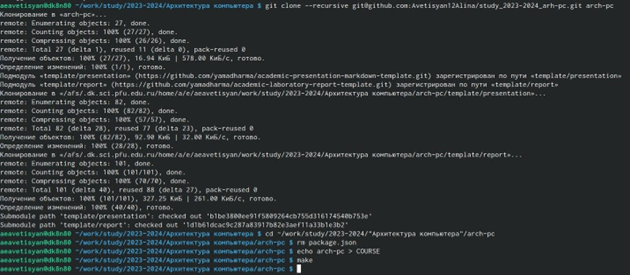 aeavetisyan@dk8n80 ~/work/study/2023-2024/Архитектура компьютера $ git clone --recursive git@github.com:Avetisyan12Alina/study_2023-2024_arh-pc.git arch-pc
Клонирование в «arch-pc»...
remote: Enumerating objects: 27, done.
remote: Counting objects: 100% (27/27), done.
remote: Compressing objects: 100% (26/26), done.
remote: Total 27 (delta 1), reused 11 (delta 0), pack-reused 0
Получение объектов: 100% (27/27), 16.94 КиБ | 578.00 КиБ/с, готово.
Определение изменений: 100% (1/1), готово.
Подмодуль «template/presentation» (https://github.com/yamadharma/academic-presentation-markdown-template.git) зарегистрирован по пути «template/presentation»
Подмодуль «template/report» (https://github.com/yamadharma/academic-laboratory-report-template.git) зарегистрирован по пути «template/report»
Клонирование в «/afs/.dk.sci.pfu.edu.ru/home/a/e/aeavetisyan/work/study/2023-2024/Архитектура компьютера/arch-pc/template/presentation»...
remote: Enumerating objects: 82, done.
remote: Counting objects: 100% (82/82), done.
remote: Compressing objects: 100% (57/57), done.
remote: Total 82 (delta 28), reused 77 (delta 23), pack-reused 0
Получение объектов: 100% (82/82), 92.90 КиБ | 32.00 КиБ/с, готово.
Определение изменений: 100% (28/28), готово.
Клонирование в «/afs/.dk.sci.pfu.edu.ru/home/a/e/aeavetisyan/work/study/2023-2024/Архитектура компьютера/arch-pc/template/report»...
remote: Enumerating objects: 101, done.
remote: Counting objects: 100% (101/101), done.
remote: Compressing objects: 100% (70/70), done.
remote: Total 101 (delta 40), reused 88 (delta 27), pack-reused 0
Получение объектов: 100% (101/101), 327.25 КиБ | 261.00 КиБ/с, готово.
Определение изменений: 100% (40/40), готово.
Submodule path 'template/presentation': checked out 'b1be3800ee91f5809264cb755d316174540b753e'
Submodule path 'template/report': checked out '1d1b61dcac9c287a83917b82e3aef11a33b1e3b2'
aeavetisyan@dk8n80 ~/work/study/2023-2024/Архитектура компьютера $ cd ~/work/study/2023-2024/"Архитектура компьютера"/arch-pc
aeavetisyan@dk8n80 ~/work/study/2023-2024/Архитектура компьютера/arch-pc $ rm package.json
aeavetisyan@dk8n80 ~/work/study/2023-2024/Архитектура компьютера/arch-pc $ echo arch-pc > COURSE
aeavetisyan@dk8n80 ~/work/study/2023-2024/Архитектура компьютера/arch-pc $ make
aeavetisyan@dk8n80 ~/work/study/2023-2024/Архитектура компьютера/arch-pc $